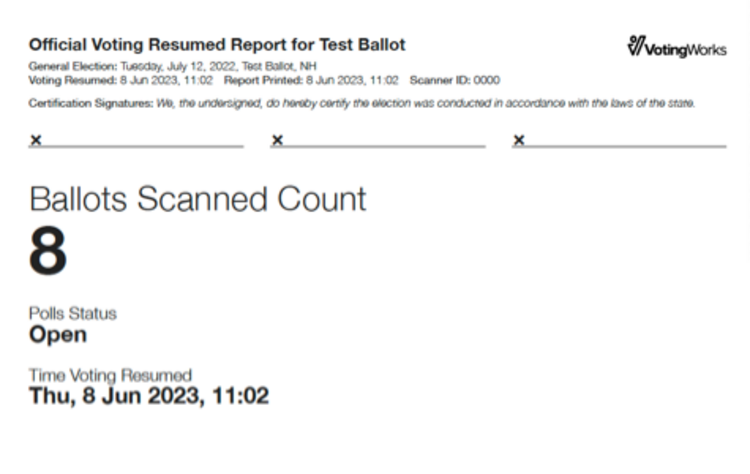 Official Voting Resumed Report for Test Ballot
VotingWorks
General Election: Tuesday, July 12, 2022, Test Ballot, NH
Voting Resumed: 8 Jun 2023, 11:02 Report Printed: 8 Jun 2023, 11:02 Scanner ID: 0000
Certification Signatures: We, the undersigned, do hereby certify the election was conducted in accordance with the laws of the state.
x x x
Ballots Scanned Count
8
Polls Status
Open
Time Voting Resumed
Thu, 8 Jun 2023, 11:02